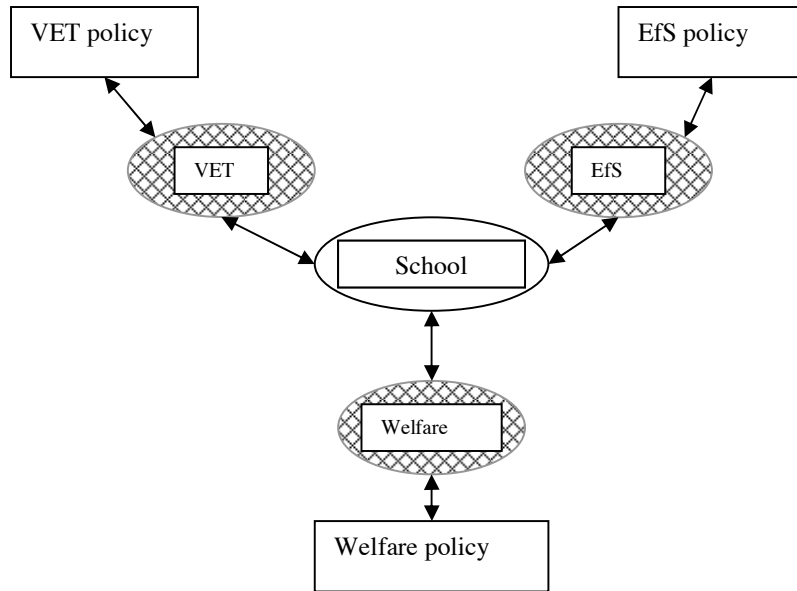 VET policy
EfS policy
VET
EfS
School
Welfare
Welfare policy